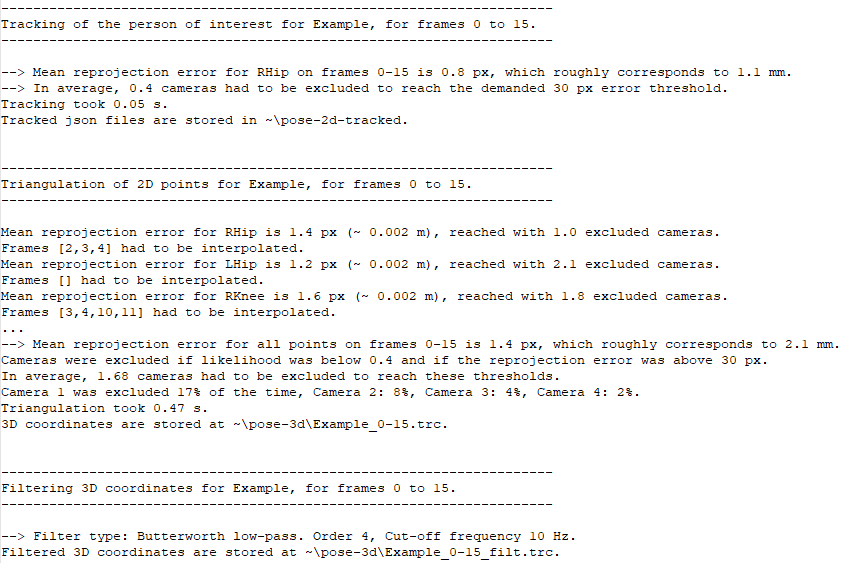 ---------------------------------------------------------------------
Tracking of the person of interest for Example, for frames 0 to 15.
---------------------------------------------------------------------
--> Mean reprojection error for RHip on frames 0-15 is 0.8 px, which roughly corresponds to 1.1 mm.
--> In average, 0.4 cameras had to be excluded to reach the demanded 30 px error threshold.
Tracking took 0.05 s.
Tracked json files are stored in ~\pose-2d-tracked.
---------------------------------------------------------------------
Triangulation of 2D points for Example, for frames 0 to 15.
---------------------------------------------------------------------
Mean reprojection error for RHip is 1.4 px (~ 0.002 m), reached with 1.0 excluded cameras.
Frames [2,3,4] had to be interpolated.
Mean reprojection error for LHip is 1.2 px (~ 0.002 m), reached with 2.1 excluded cameras.
Frames [] had to be interpolated.
Mean reprojection error for RKnee is 1.6 px (~ 0.002 m), reached with 1.8 excluded cameras.
Frames [3,4,10,11] had to be interpolated.
...
--> Mean reprojection error for all points on frames 0-15 is 1.4 px, which roughly corresponds to 2.1 mm.
Cameras were excluded if likelihood was below 0.4 and if the reprojection error was above 30 px.
In average, 1.68 cameras had to be excluded to reach these thresholds.
Camera 1 was excluded 17% of the time, Camera 2: 8%, Camera 3: 4%, Camera 4: 2%.
Triangulation took 0.47 s.
3D coordinates are stored at ~\pose-3d\Example_0-15.trc.
---------------------------------------------------------------------
Filtering 3D coordinates for Example, for frames 0 to 15.
---------------------------------------------------------------------
--> Filter type: Butterworth low-pass. Order 4, Cut-off frequency 10 Hz.
Filtered 3D coordinates are stored at ~\pose-3d\Example_0-15_filt.trc.